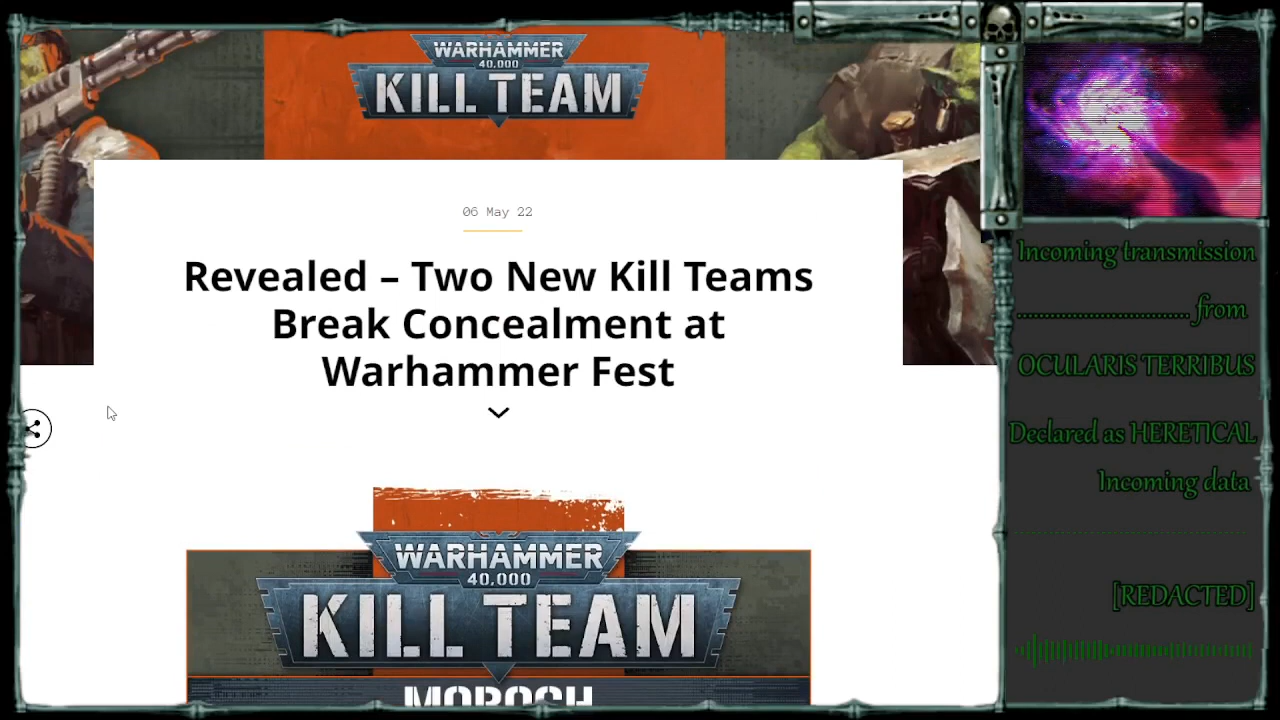 WARHAMMER
40,000
KILL TEAM
06 May 22
Revealed – Two New Kill Teams
Break Concealment at
Warhammer Fest
WARHAMMER
40,000
KILL TEAM
MOROCH
Incoming transmission
................................ from
OCULARIS TERRIBUS
Declared as HERETICAL
Incoming data
[REDACTED]